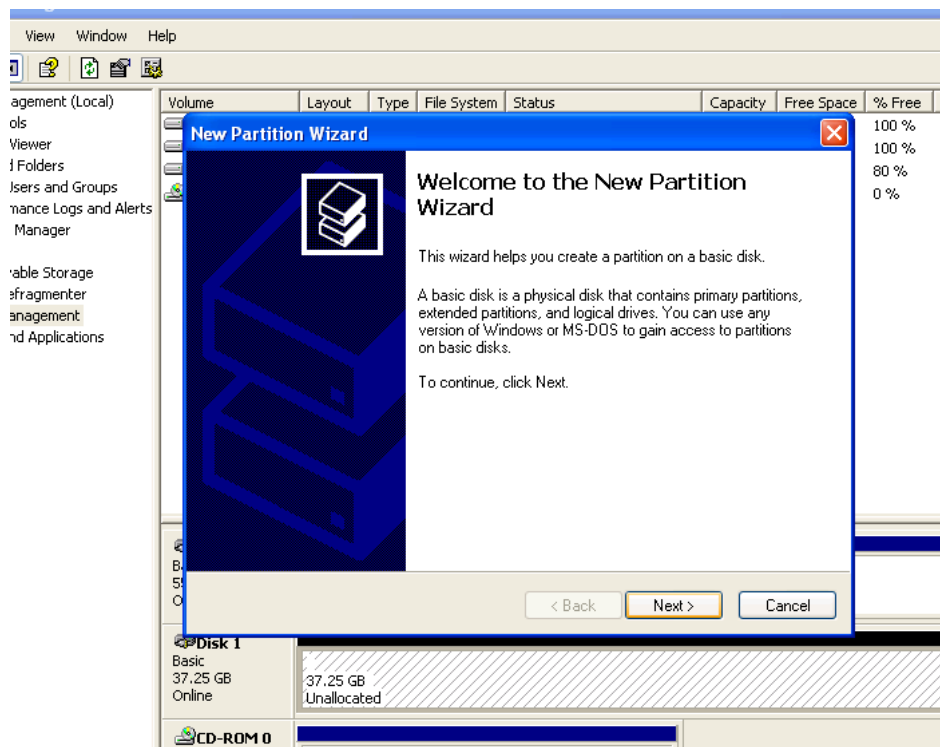 View Window Help
agement (Local)
ols
Viewer
d Folders
Jsers and Groups
mance Logs and Alerts
Manager
vable Storage
efragmenter
anagement
nd Applications
Volume Layout Type File System Status Capacity Free Space % Free
100 %
100 %
80 %
0 %
New Partition Wizard
Welcome to the New Partition
Wizard
This wizard helps you create a partition on a basic disk.
A basic disk is a physical disk that contains primary partitions,
extended partitions, and logical drives. You can use any
version of Windows or MS-DOS to gain access to partitions
on basic disks.
To continue, click Next.
< Back Next > Cancel
Disk 1
Basic
37.25 GB
Online
37.25 GB
Unallocated
CD-ROM 0